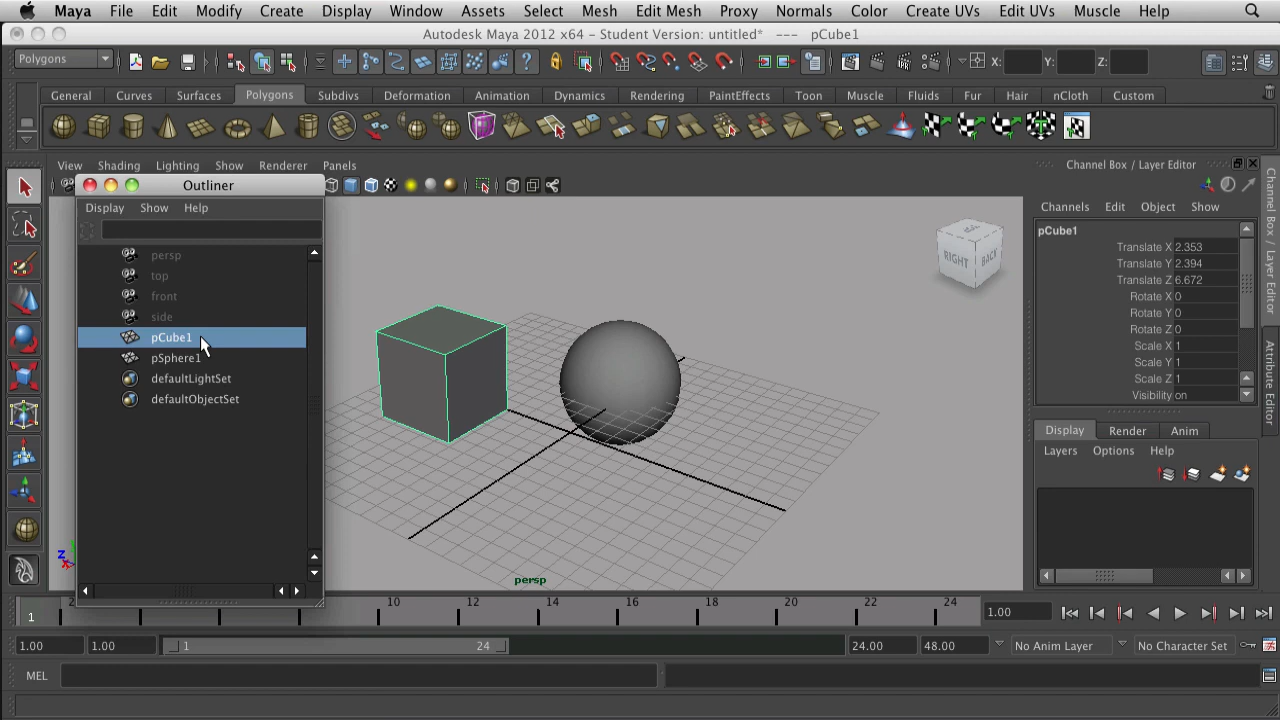 Maya File Edit Modify Create Display Window Assets Select Mesh Edit Mesh Proxy Normals Color Create UVs Edit UVs Muscle Help
Autodesk Maya 2012 x64 - Student Version: untitled* --- pCube1
Polygons X: Y: Z:
General Curves Surfaces Polygons Subdivs Deformation Animation Dynamics Rendering PaintEffects Toon Muscle Fluids Fur Hair nCloth Custom
View Shading Lighting Show Renderer Panels
Channel Box / Layer Editor
Outliner
Display Show Help
persp
top
front
side
pCube1
pSphere1
defaultLightSet
defaultObjectSet
RIGHT BACK
persp
Channels Edit Object Show
pCube1
Translate X 2.353
Translate Y 2.394
Translate Z 6.672
Rotate X 0
Rotate Y 0
Rotate Z 0
Scale X 1
Scale Y 1
Scale Z 1
Visibility on
Display Render Anim
Layers Options Help
Channel Box / Layer Editor
Attribute Editor
1 2 10 12 14 16 18 20 22 24 1.00
1.00 1.00 1 24 24.00 48.00 No Anim Layer No Character Set
MEL